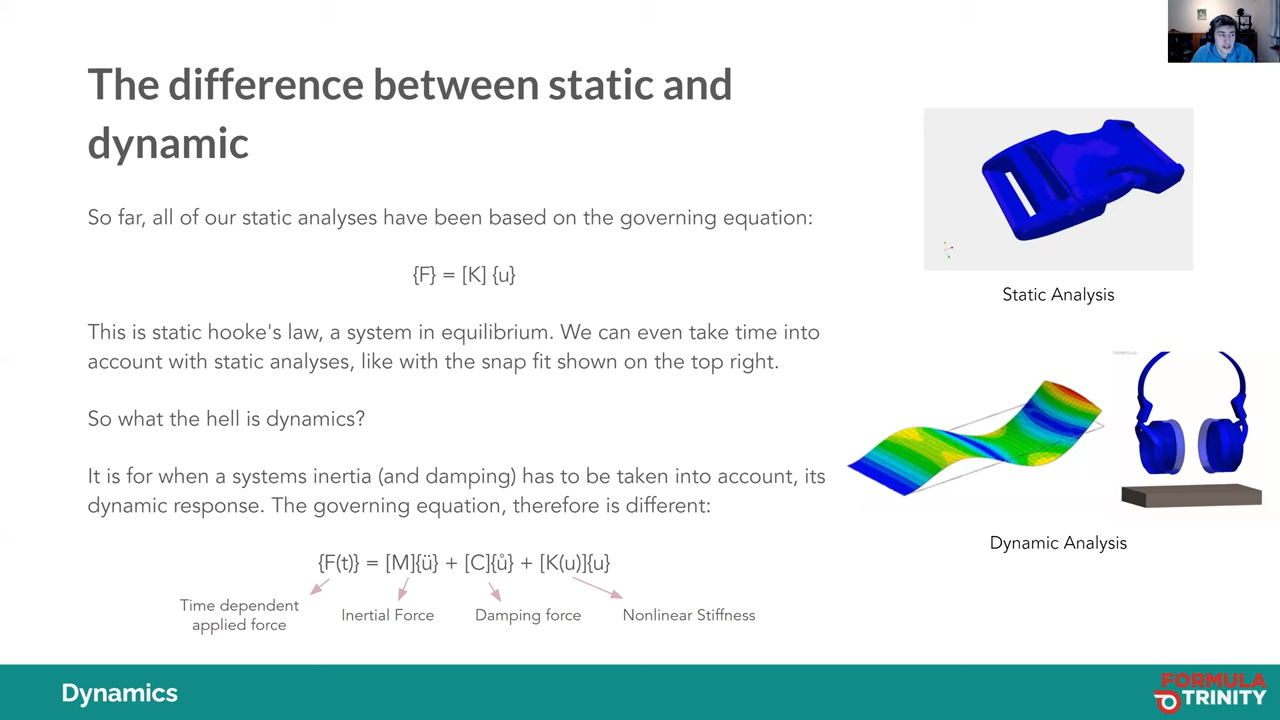 The difference between static and
dynamic
So far, all of our static analyses have been based on the governing equation:
{F} = [K] {u}
This is static hooke's law, a system in equilibrium. We can even take time into
account with static analyses, like with the snap fit shown on the top right.
So what the hell is dynamics?
It is for when a systems inertia (and damping) has to be taken into account, its
dynamic response. The governing equation, therefore is different:
{F(t)} = [M]{ü} + [C]{ů} + [K(u)]{u}
Time dependent
applied force
Inertial Force
Damping force
Nonlinear Stiffness
Static Analysis
Dynamic Analysis
Dynamics
FORMULA
TRINITY